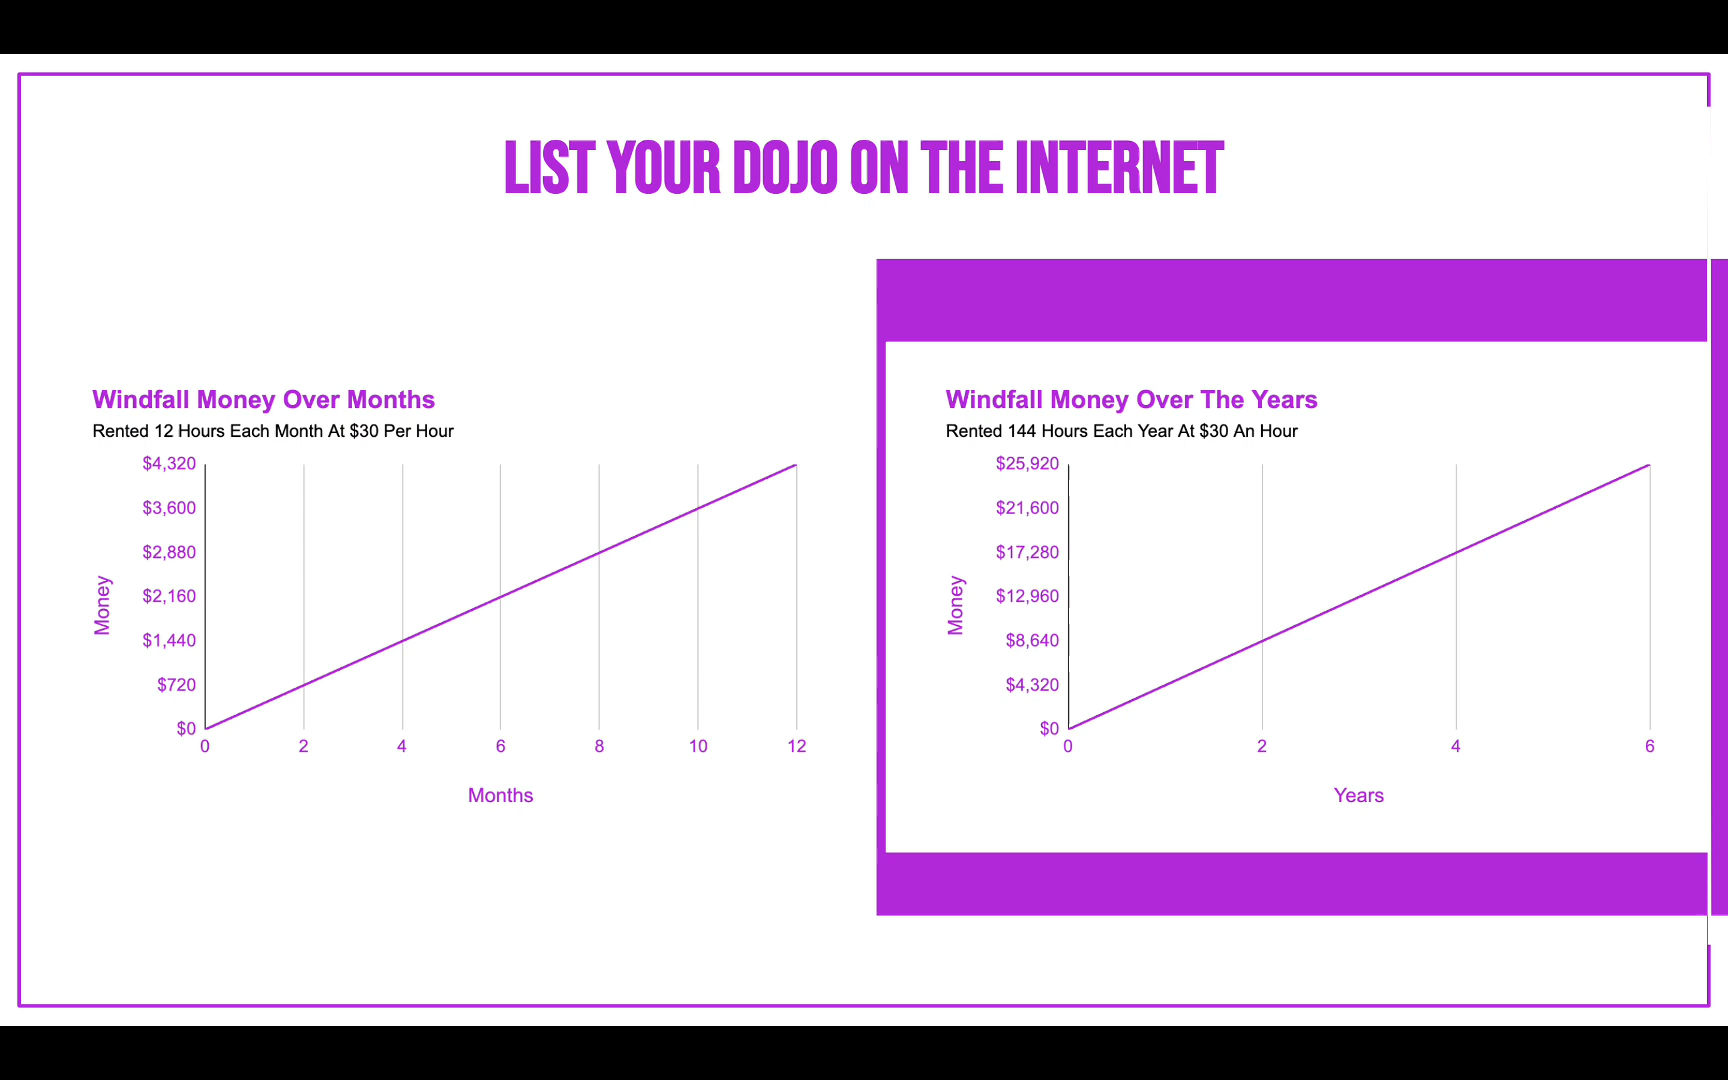 LIST YOUR DOJO ON THE INTERNET
Windfall Money Over Months
Rented 12 Hours Each Month At $30 Per Hour
$4,320
$3,600
$2,880
$2,160
$1,440
$720
$0
Money
0 2 4 6 8 10 12
Months
Windfall Money Over The Years
Rented 144 Hours Each Year At $30 An Hour
$25,920
$21,600
$17,280
$12,960
$8,640
$4,320
$0
Money
0 2 4 6
Years